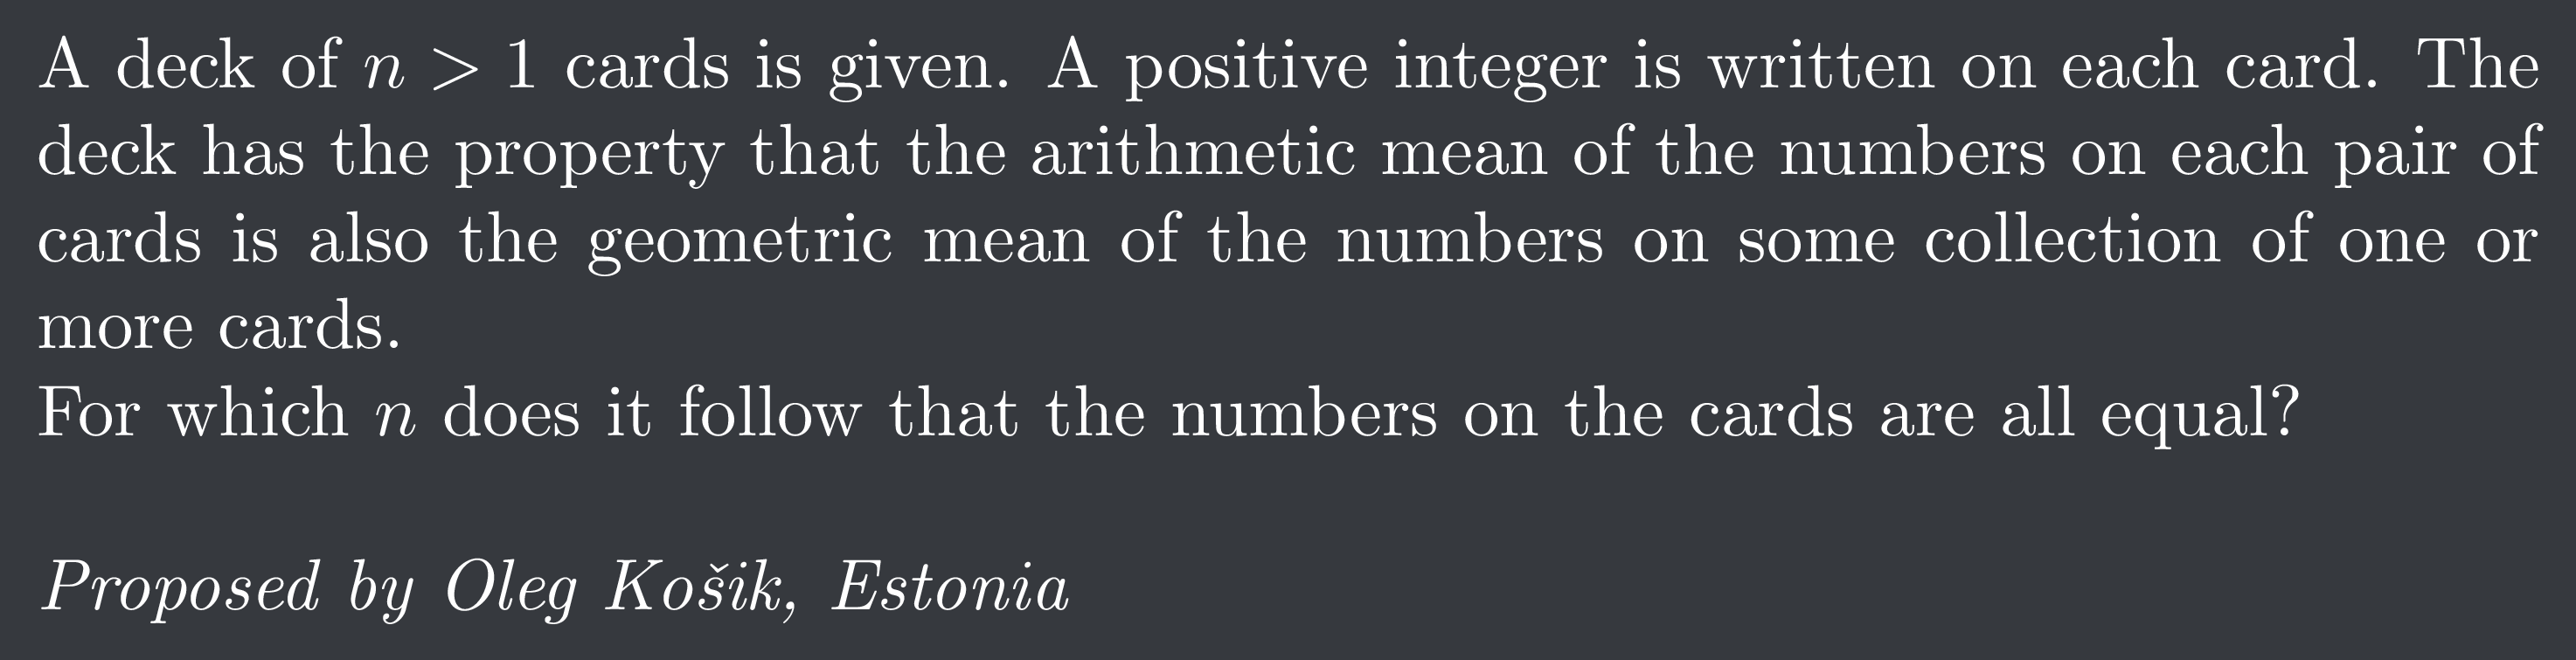 A deck of n > 1 cards is given. A positive integer is written on each card. The
deck has the property that the arithmetic mean of the numbers on each pair of
cards is also the geometric mean of the numbers on some collection of one or
more cards.
For which n does it follow that the numbers on the cards are all equal?
Proposed by Oleg Košik, Estonia